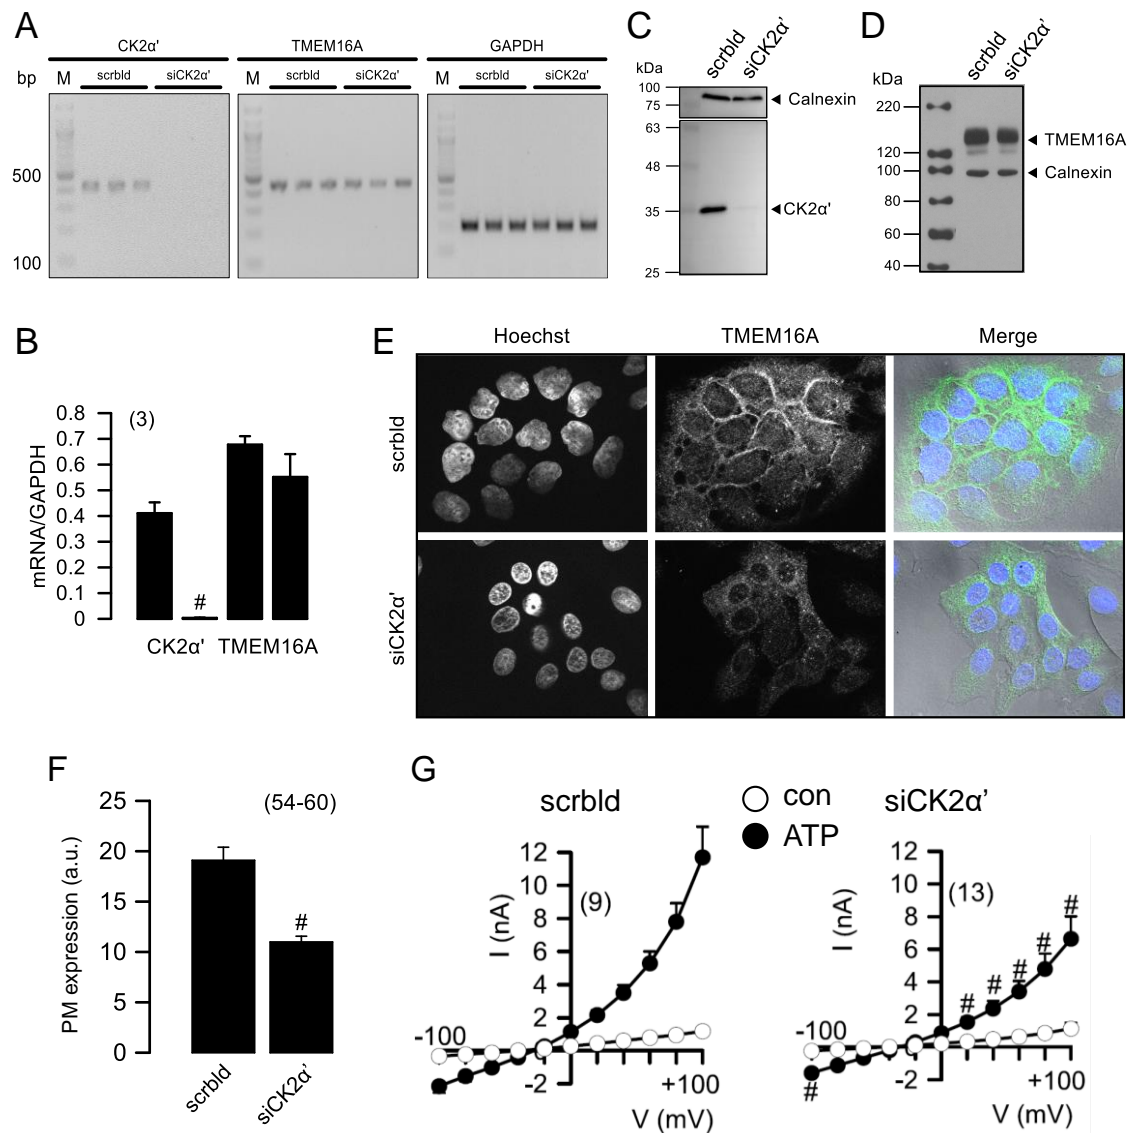 A
CK2α' TMEM16A GAPDH
bp M scrbld siCK2α' M scrbld siCK2α' M scrbld siCK2α'
500
100
C
scrbld siCK2α'
kDa
100
75
63
48
35
25
Calnexin
CK2α'
D
scrbld siCK2α'
kDa
220
120
100
80
60
40
TMEM16A
Calnexin
B
(3)
mRNA/GAPDH
0.8
0.7
0.6
0.5
0.4
0.3
0.2
0.1
0
#
CK2α' TMEM16A
E
Hoechst TMEM16A Merge
scrbld
siCK2α'
F
(54-60)
PM expression (a.u.)
25
20
15
10
5
0
#
scrbld siCK2α'
G
scrbld
con
ATP
siCK2α’
I (nA)
12
10
8
6
4
2
-2
(9)
-100
+100
V (mV)
I (nA)
12
10
8
6
4
2
-2
(13)
-100
+100
# # # # #
#
V (mV)